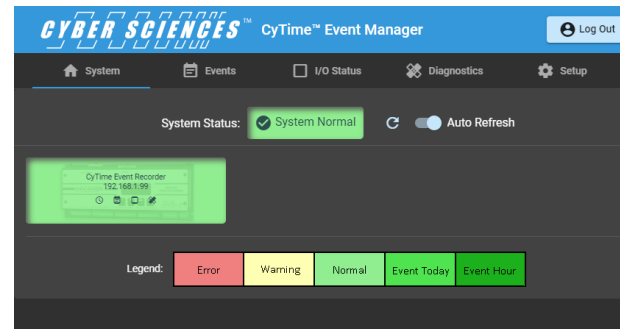 CYBER SCIENCES™ CyTime™ Event Manager Log Out
System Events I/O Status Diagnostics Setup
System Status: System Normal Auto Refresh
CyTime Event Recorder
192.168.1.99
Legend: Error Warning Normal Event Today Event Hour